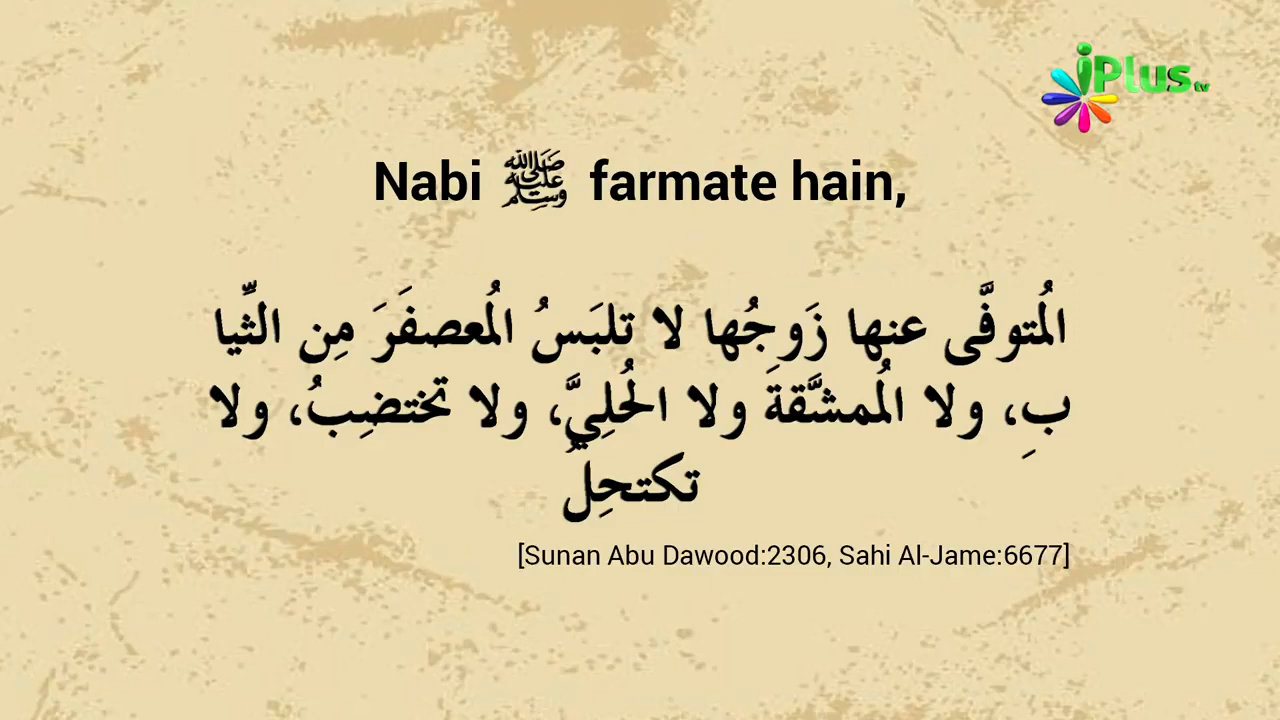 iPlus tv
Nabi ﷺ farmate hain,
المُتوفَّى عنها زَوجُها لا تلبَسُ المُعصفَرَ مِن الثِّيا
بِ، ولا المُمشَّقةَ ولا الحُلِيَّ، ولا تختضِبُ، ولا
تكتحِلُ
[Sunan Abu Dawood:2306, Sahi Al-Jame:6677]